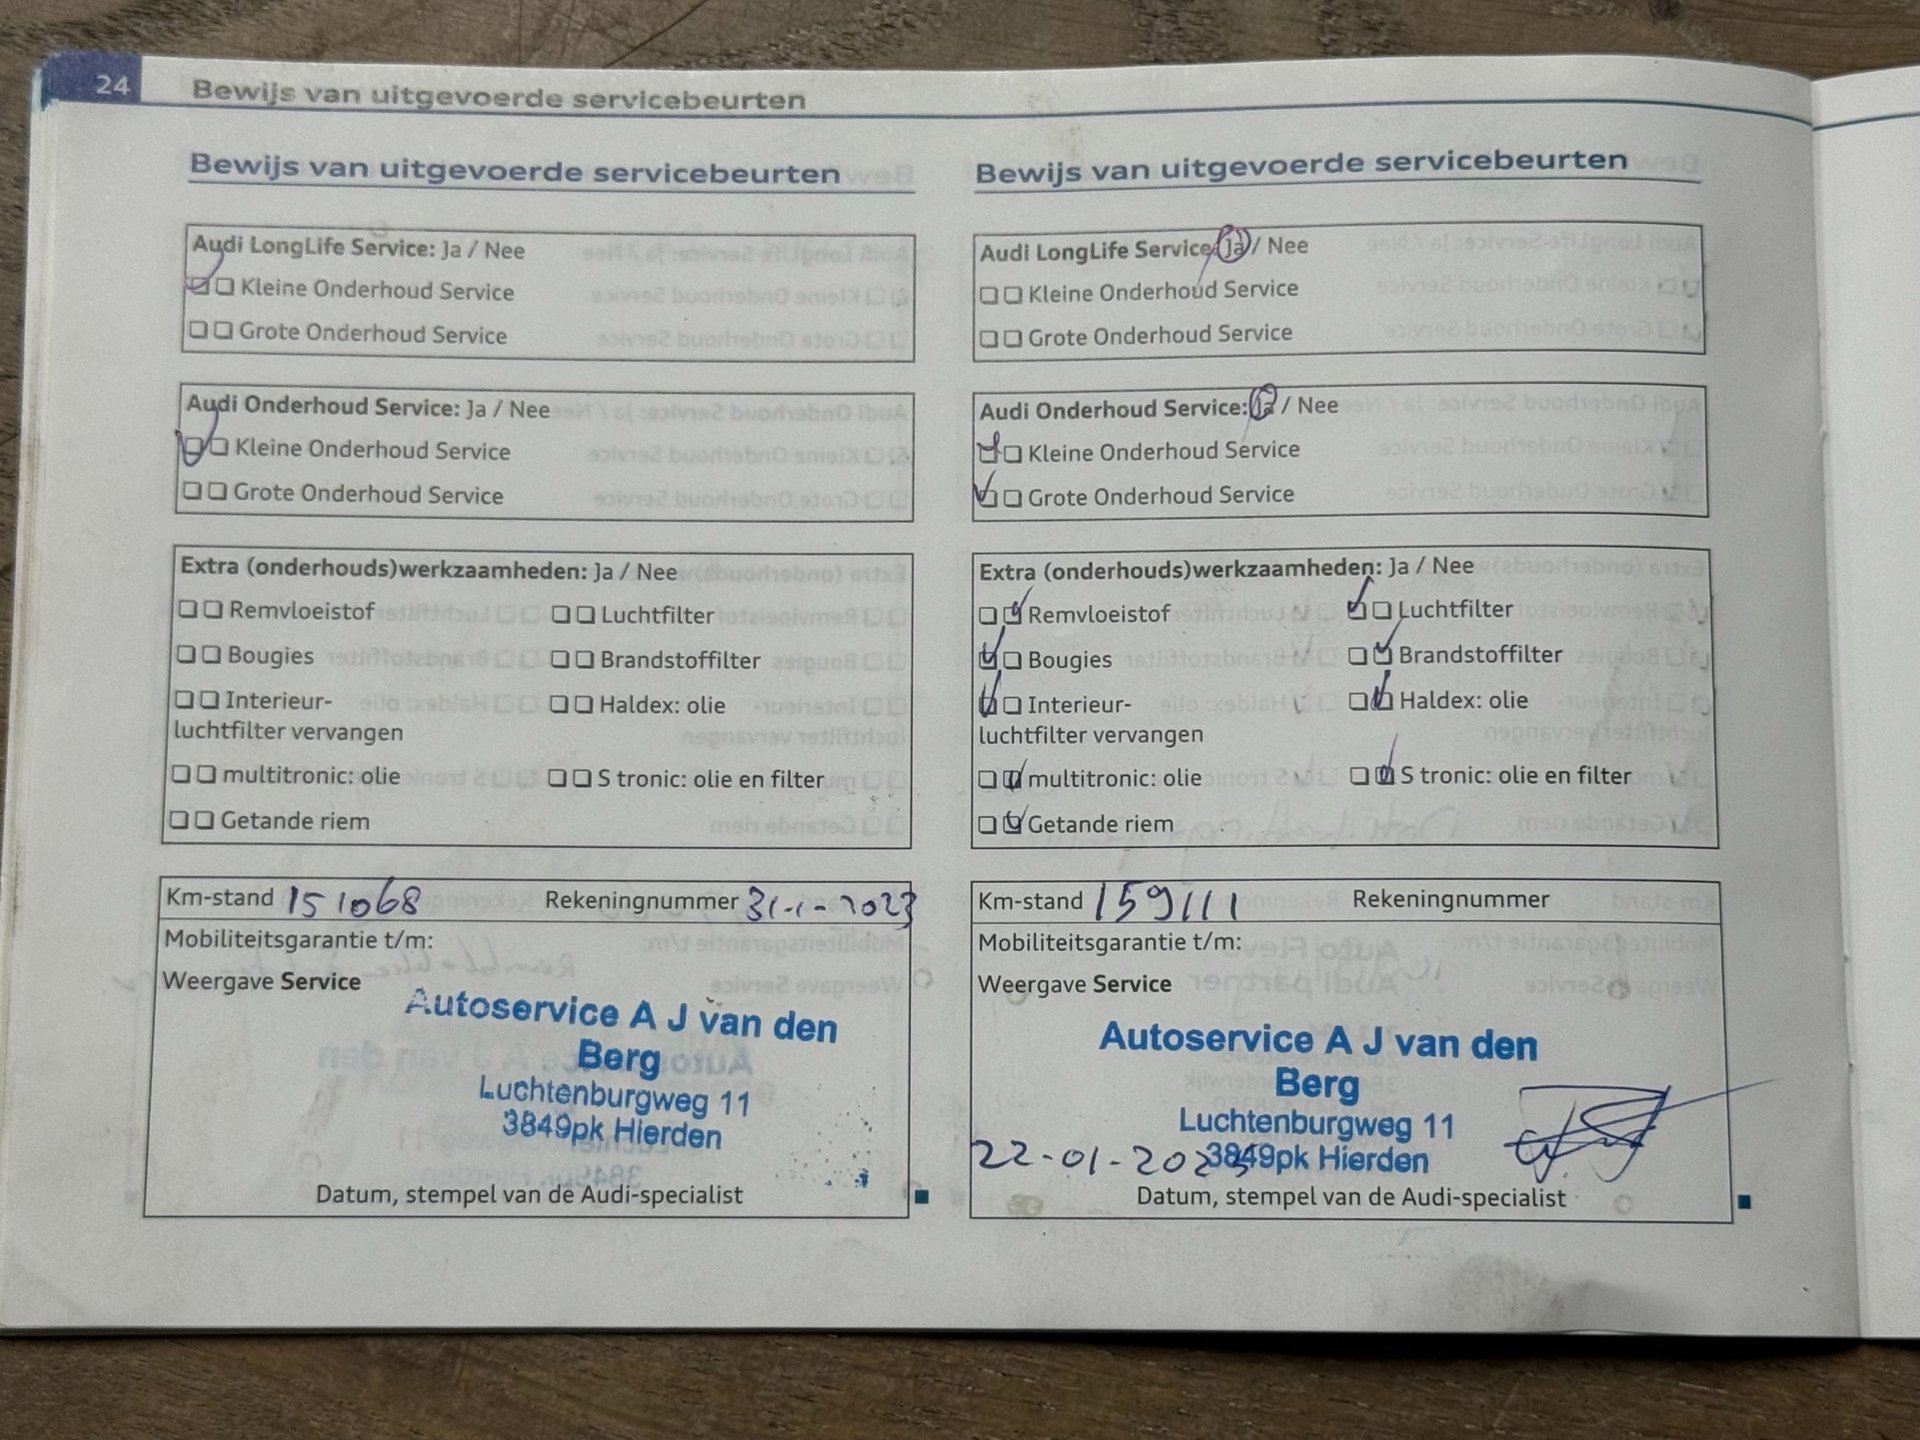 24
Bewijs van uitgevoerde servicebeurten
Bewijs van uitgevoerde servicebeurten
Audi LongLife Service: Ja / Nee
Kleine Onderhoud Service
Grote Onderhoud Service
Audi Onderhoud Service: Ja / Nee
Kleine Onderhoud Service
Grote Onderhoud Service
Extra (onderhouds)werkzaamheden: Ja / Nee
Remvloeistof Luchtfilter
Bougies Brandstoffilter
Interieur- Haldex: olie
luchtfilter vervangen
multitronic: olie S tronic: olie en filter
Getande riem
Km-stand 151068 Rekeningnummer 31-1-2023
Mobiliteitsgarantie t/m:
Weergave Service
Autoservice A J van den
Berg
Luchtenburgweg 11
3849pk Hierden
Datum, stempel van de Audi-specialist
Bewijs van uitgevoerde servicebeurten
Audi LongLife Service: Ja / Nee
Kleine Onderhoud Service
Grote Onderhoud Service
Audi Onderhoud Service: Ja / Nee
Kleine Onderhoud Service
Grote Onderhoud Service
Extra (onderhouds)werkzaamheden: Ja / Nee
Remvloeistof Luchtfilter
Bougies Brandstoffilter
Interieur- Haldex: olie
luchtfilter vervangen
multitronic: olie S tronic: olie en filter
Getande riem
Km-stand 159111 Rekeningnummer
Mobiliteitsgarantie t/m:
Weergave Service
Autoservice A J van den
Berg
Luchtenburgweg 11
3849pk Hierden
Datum, stempel van de Audi-specialist